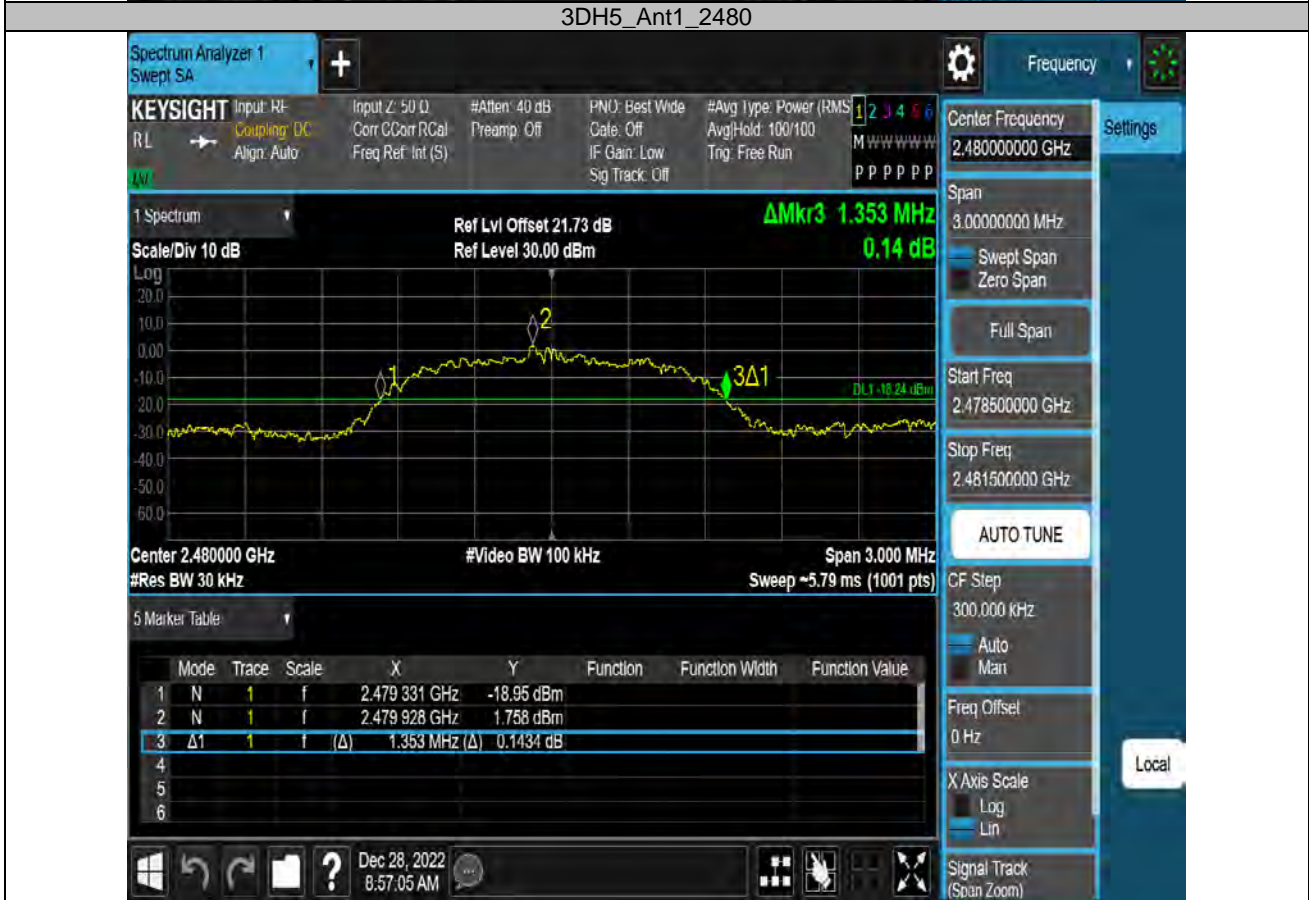 3DH5_Ant1_2480
Spectrum Analyzer 1
Swept SA
+
Frequency
KEYSIGHT Input: RF Input Z: 50 Ω #Atten: 40 dB PNO: Best Wide #Avg Type: Power (RMS 1 2 3 4 5 6
RL Coupling: DC Corr CCorr RCal Preamp: Off Gate: Off Avg|Hold: 100/100 M W W W W W
Align: Auto Freq Ref: Int (S) IF Gain: Low Trig: Free Run
Sig Track: Off P P P P P P
Center Frequency
2.480000000 GHz
Settings
Span
3.00000000 MHz
Swept Span
Zero Span
Full Span
Start Freq
2.478500000 GHz
Stop Freq
2.481500000 GHz
AUTO TUNE
CF Step
300.000 kHz
Auto
Man
Freq Offset
0 Hz
X Axis Scale
Log
Lin
Signal Track
(Span Zoom)
Local
1 Spectrum
Ref Lvl Offset 21.73 dB ΔMkr3 1.353 MHz
Scale/Div 10 dB Ref Level 30.00 dBm 0.14 dB
Log
20.0
10.0
0.00
-10.0
-20.0
-30.0
-40.0
-50.0
-60.0
1
2
3Δ1
DL1 -18.24 dBm
Center 2.480000 GHz #Video BW 100 kHz Span 3.000 MHz
#Res BW 30 kHz Sweep ~5.79 ms (1001 pts)
5 Marker Table
Mode Trace Scale X Y Function Function Width Function Value
1 N 1 f 2.479 331 GHz -18.95 dBm
2 N 1 f 2.479 928 GHz 1.758 dBm
3 Δ1 1 f (Δ) 1.353 MHz (Δ) 0.1434 dB
4
5
6
?
Dec 28, 2022
8:57:05 AM